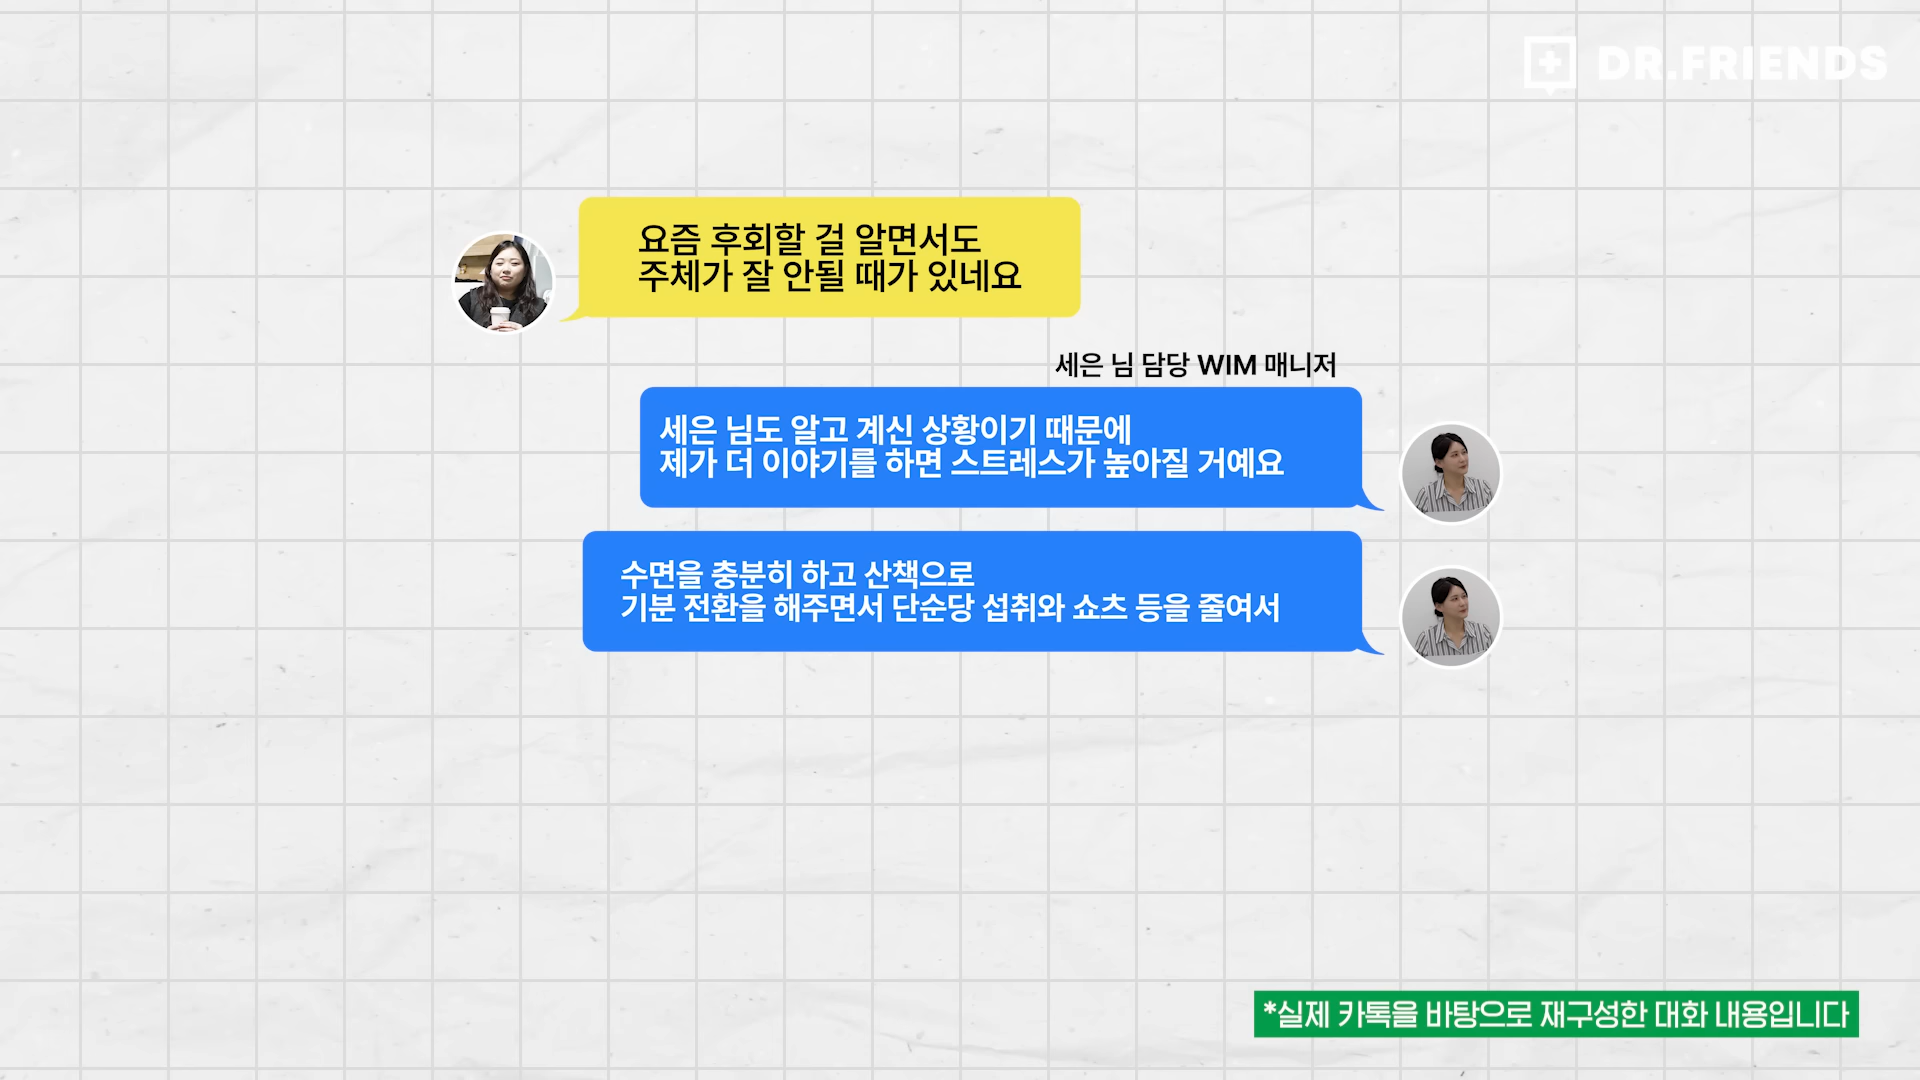 DR.FRIENDS
요즘 후회할 걸 알면서도
주체가 잘 안될 때가 있네요
세은 님 담당 WIM 매니저
세은 님도 알고 계신 상황이기 때문에
제가 더 이야기를 하면 스트레스가 높아질 거예요
수면을 충분히 하고 산책으로
기분 전환을 해주면서 단순당 섭취와 쇼츠 등을 줄여서
*실제 카톡을 바탕으로 재구성한 대화 내용입니다